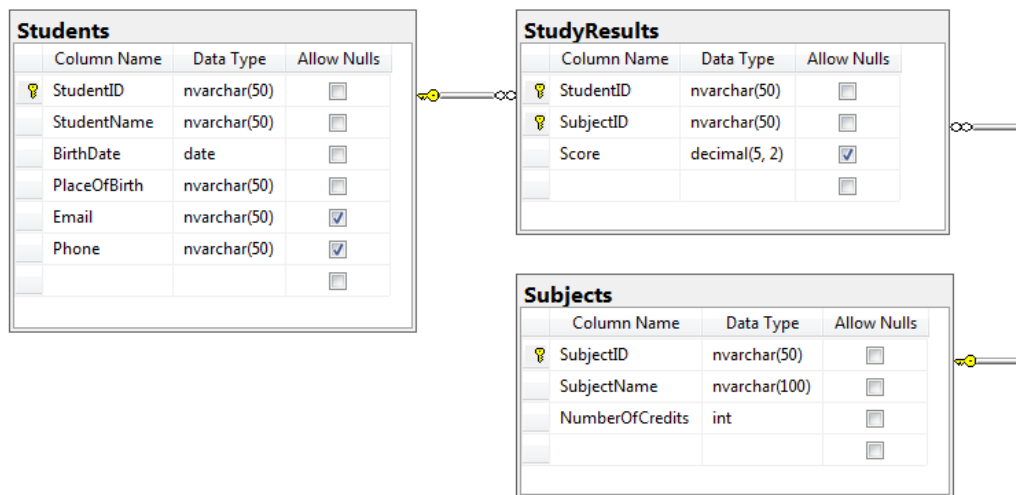 Students
Column Name Data Type Allow Nulls
StudentID nvarchar(50)
StudentName nvarchar(50)
BirthDate date
PlaceOfBirth nvarchar(50)
Email nvarchar(50)
Phone nvarchar(50)
StudyResults
Column Name Data Type Allow Nulls
StudentID nvarchar(50)
SubjectID nvarchar(50)
Score decimal(5, 2)
Subjects
Column Name Data Type Allow Nulls
SubjectID nvarchar(50)
SubjectName nvarchar(100)
NumberOfCredits int